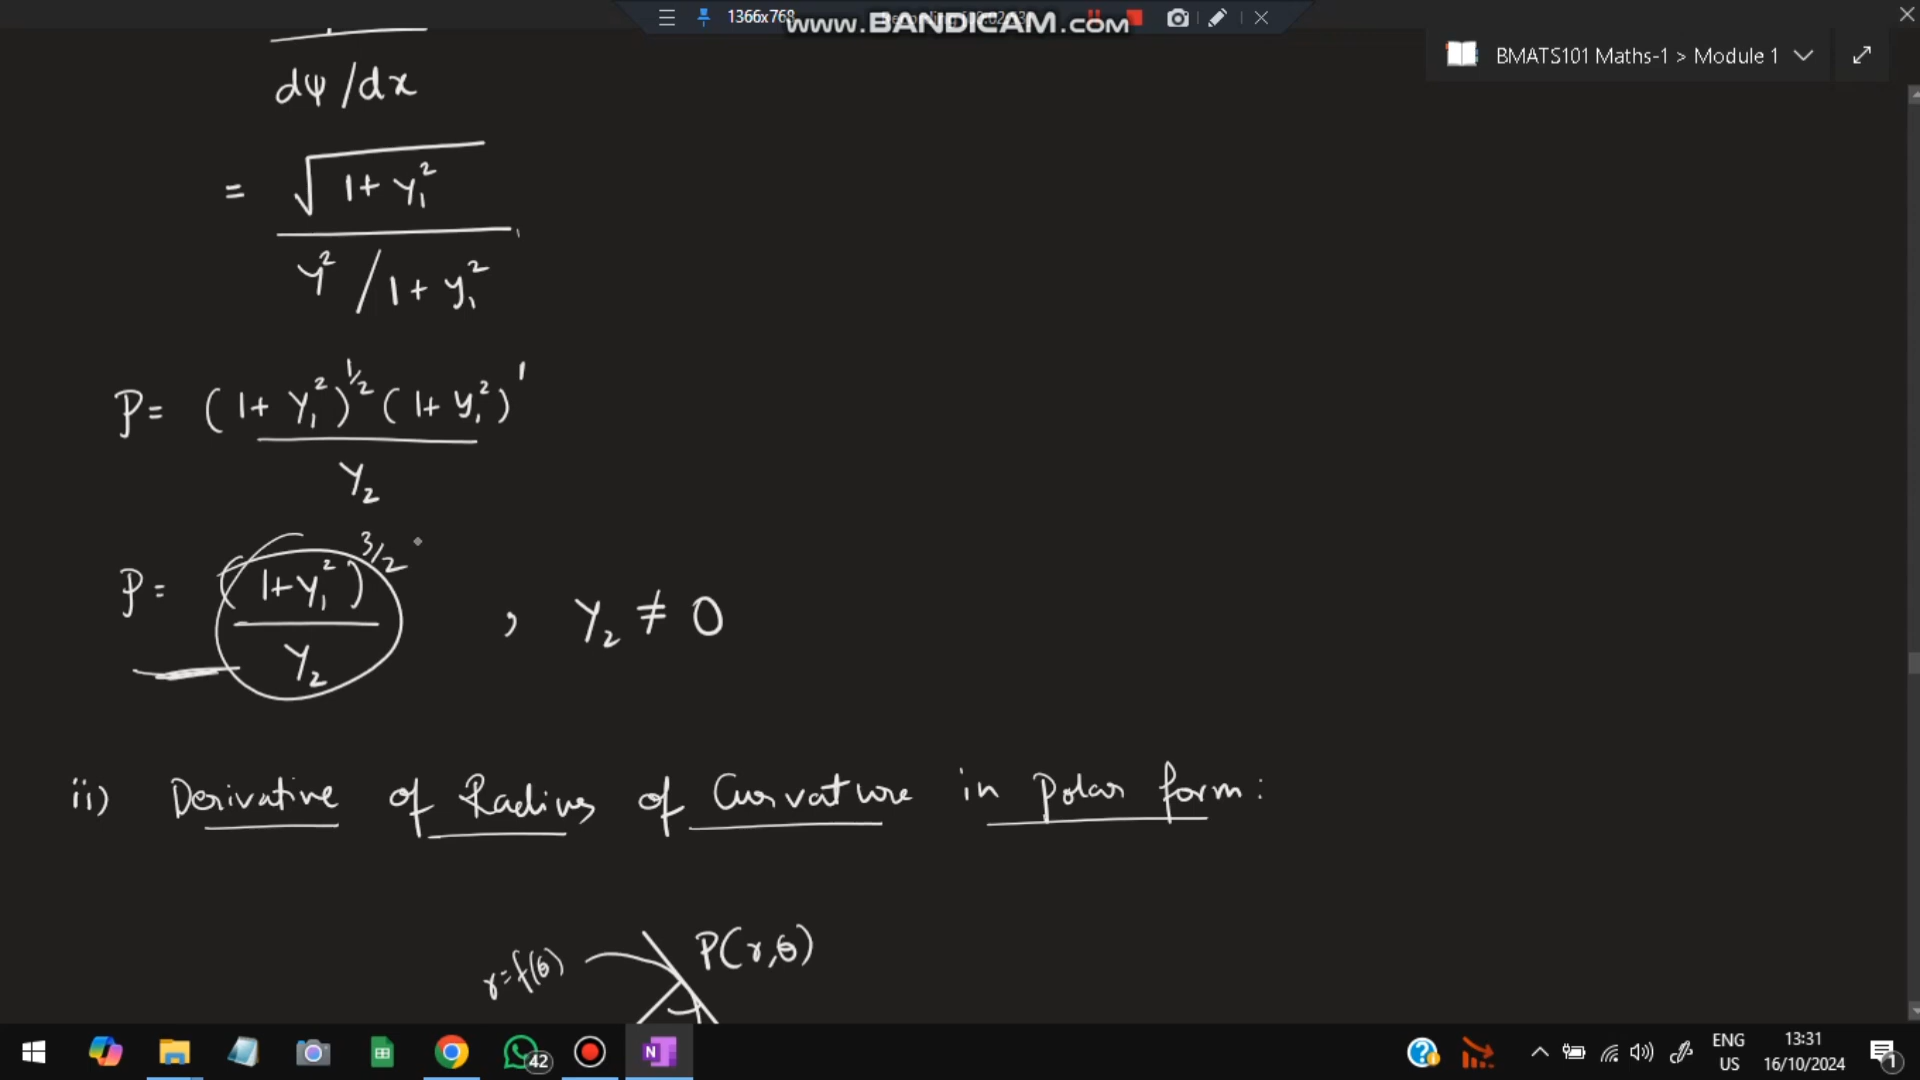 1366x768
www.BANDICAM.com
BMATS101 Maths-1 > Module 1
dψ/dx
= √1+y₁²
y²/1+y₁²
ρ= (1+y₁²)^1/2 (1+y₁²)^1
y₂
ρ= (1+y₁²)^3/2
, y₂ ≠ 0
y₂
ii) Derivative of Radius of Curvature in Polar form:
r=f(θ)
P(r,θ)
42
N
ENG
US
13:31
16/10/2024
1